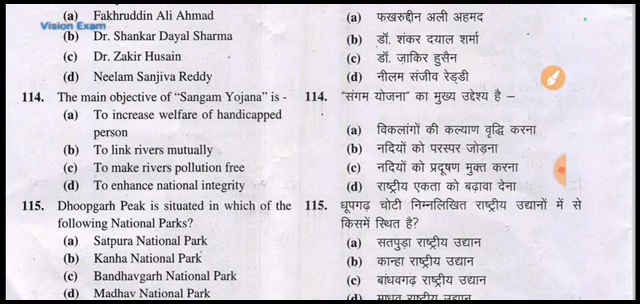 (a) Fakhruddin Ali Ahmad
Vision Exam
(b) Dr. Shankar Dayal Sharma
(c) Dr. Zakir Husain
(d) Neelam Sanjiva Reddy
114. The main objective of “Sangam Yojana” is -
(a) To increase welfare of handicapped
person
(b) To link rivers mutually
(c) To make rivers pollution free
(d) To enhance national integrity
115. Dhoopgarh Peak is situated in which of the
following National Parks?
(a) Satpura National Park
(b) Kanha National Park
(c) Bandhavgarh National Park
(d) Madhav National Park
(a) फखरुद्दीन अली अहमद
(b) डॉ. शंकर दयाल शर्मा
(c) डॉ. ज़ाकिर हुसैन
(d) नीलम संजीव रेड्डी
114. “संगम योजना” का मुख्य उद्देश्य है –
(a) विकलांगों की कल्याण वृद्धि करना
(b) नदियों को परस्पर जोड़ना
(c) नदियों को प्रदूषण मुक्त करना
(d) राष्ट्रीय एकता को बढ़ावा देना
115. धूपगढ़ चोटी निम्नलिखित राष्ट्रीय उद्यानों में से
किसमें स्थित है?
(a) सतपुड़ा राष्ट्रीय उद्यान
(b) कान्हा राष्ट्रीय उद्यान
(c) बांधवगढ़ राष्ट्रीय उद्यान
(d) माधव राष्ट्रीय उद्यान